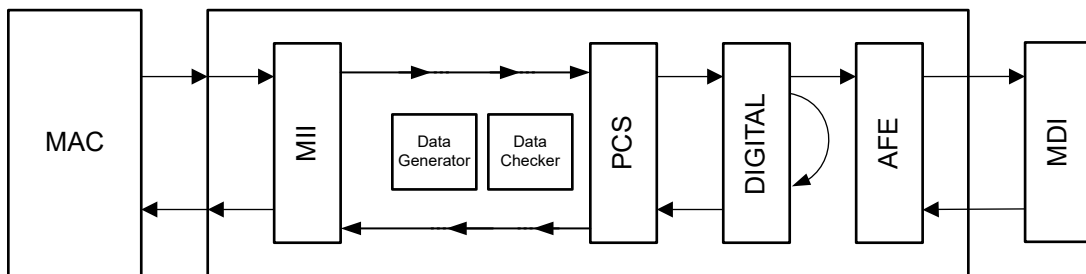 MAC
MII
Data
Generator
Data
Checker
PCS
DIGITAL
AFE
MDI